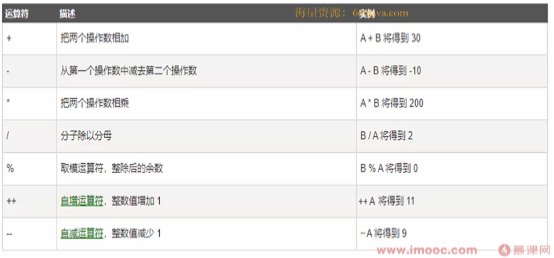 运算符 描述 实例
海量资源：
+ 把两个操作数相加 A + B 将得到 30
- 从第一个操作数中减去第二个操作数 A - B 将得到 -10
* 把两个操作数相乘 A * B 将得到 200
/ 分子除以分母 B / A 将得到 2
% 取模运算符，整除后的余数 B % A 将得到 0
++ 自增运算符，整数值增加 1 ++ A 将得到 11
-- 自减运算符，整数值减少 1 -- A 将得到 9
www.imooc.com 慕课网